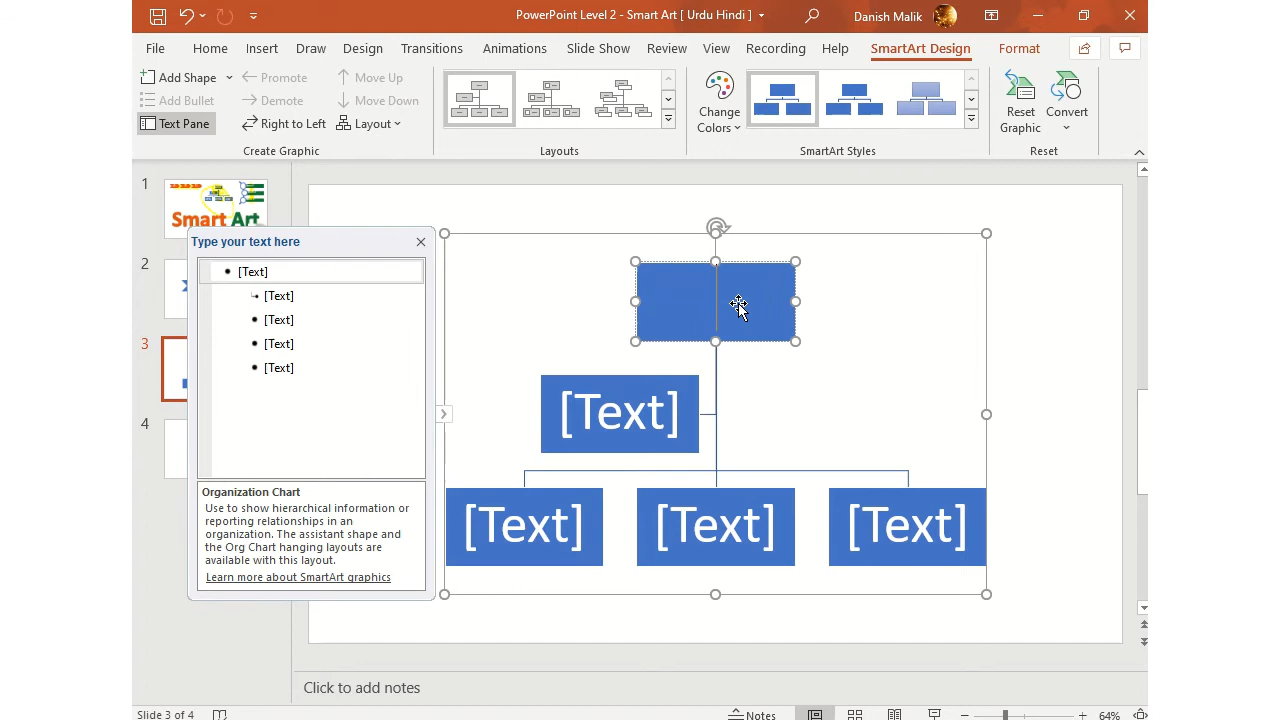 PowerPoint Level 2 - Smart Art [ Urdu Hindi ]
Danish Malik
File Home Insert Draw Design Transitions Animations Slide Show Review View Recording Help SmartArt Design Format
Add Shape Promote Move Up
Add Bullet Demote Move Down
Text Pane Right to Left Layout
Create Graphic
Layouts
Change
Colors
SmartArt Styles
Reset
Graphic
Convert
Reset
1
Smart Art
2
3
4
Type your text here
[Text]
[Text]
[Text]
[Text]
[Text]
Organization Chart
Use to show hierarchical information or
reporting relationships in an
organization. The assistant shape and
the Org Chart hanging layouts are
available with this layout.
Learn more about SmartArt graphics
[Text]
[Text] [Text] [Text]
Click to add notes
Slide 3 of 4
Notes
64%